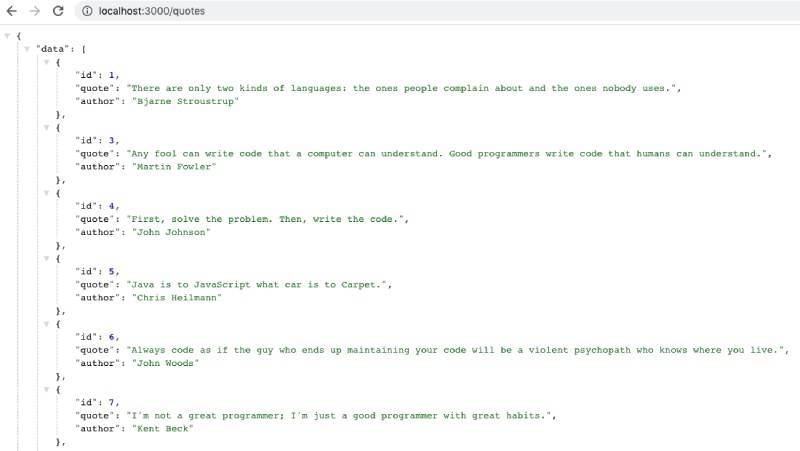 localhost:3000/quotes
{
"data": [
{
"id": 1,
"quote": "There are only two kinds of languages: the ones people complain about and the ones nobody uses.",
"author": "Bjarne Stroustrup"
},
{
"id": 3,
"quote": "Any fool can write code that a computer can understand. Good programmers write code that humans can understand.",
"author": "Martin Fowler"
},
{
"id": 4,
"quote": "First, solve the problem. Then, write the code.",
"author": "John Johnson"
},
{
"id": 5,
"quote": "Java is to JavaScript what car is to Carpet.",
"author": "Chris Heilmann"
},
{
"id": 6,
"quote": "Always code as if the guy who ends up maintaining your code will be a violent psychopath who knows where you live.",
"author": "John Woods"
},
{
"id": 7,
"quote": "I'm not a great programmer; I'm just a good programmer with great habits.",
"author": "Kent Beck"
},